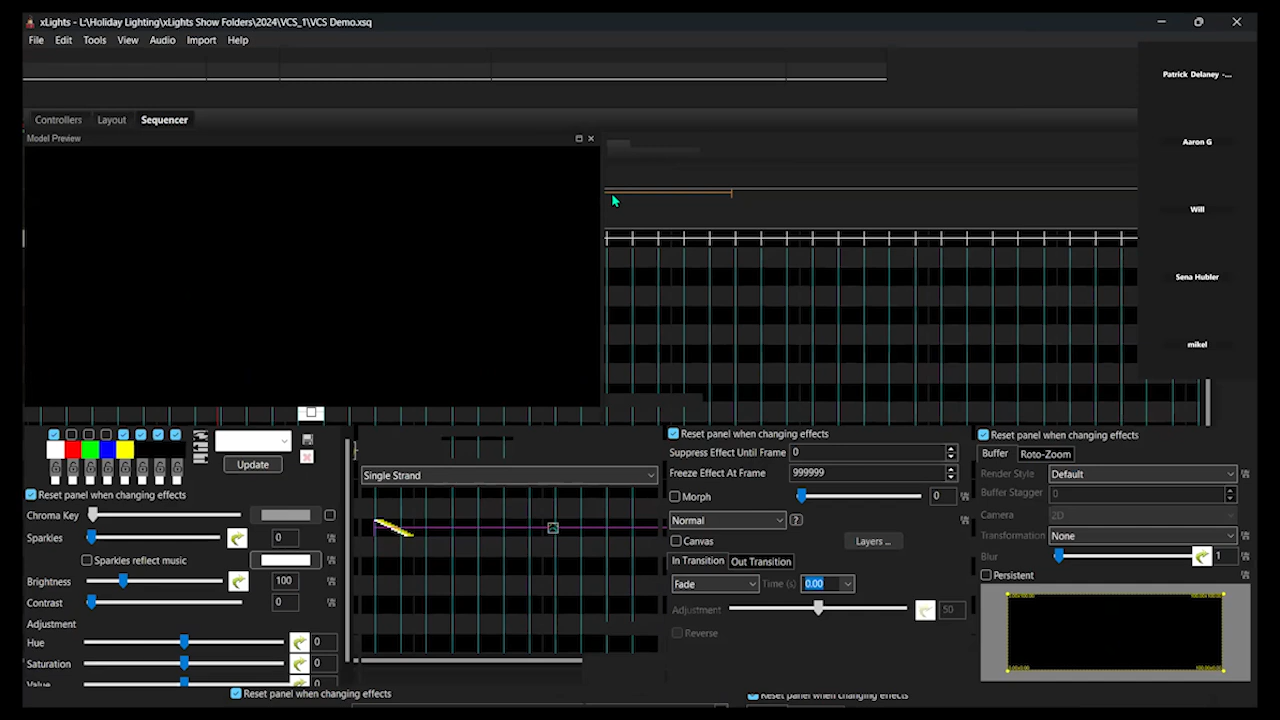 xLights - L:\Holiday Lighting\xLights Show Folders\2024\VCS_1\VCS Demo.xsq
File Edit Tools View Audio Import Help
Patrick Delaney -...
Controllers Layout Sequencer
Model Preview
Aaron G
Will
Sena Hubler
mikel
Update
Reset panel when changing effects
Chroma Key
Sparkles 0
Sparkles reflect music
Brightness 100
Contrast 0
Adjustment
Hue 0
Saturation 0
Value
Reset panel when changing effects
Single Strand
Reset panel when changing effects
Suppress Effect Until Frame 0
Freeze Effect At Frame 999999
Morph 0
Normal ?
Canvas Layers ...
In Transition Out Transition
Fade Time (s) 0.00
Adjustment 50
Reverse
Reset panel when changing effects
Reset panel when changing effects
Buffer Roto-Zoom
Render Style Default
Buffer Stagger 0
Camera 2D
Transformation None
Blur 1
Persistent